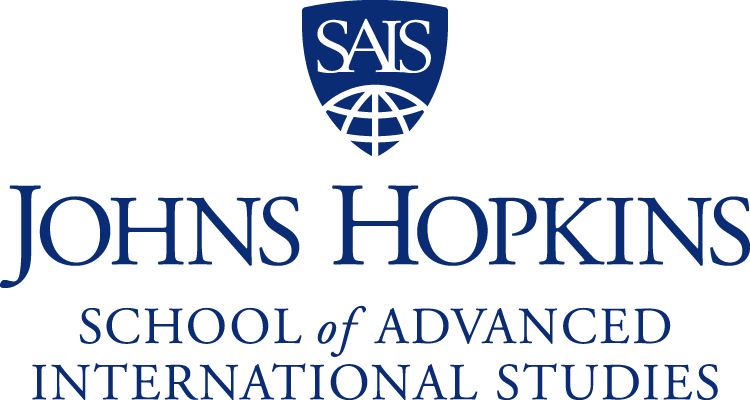 SAIS
JOHNS HOPKINS
SCHOOL of ADVANCED
INTERNATIONAL STUDIES